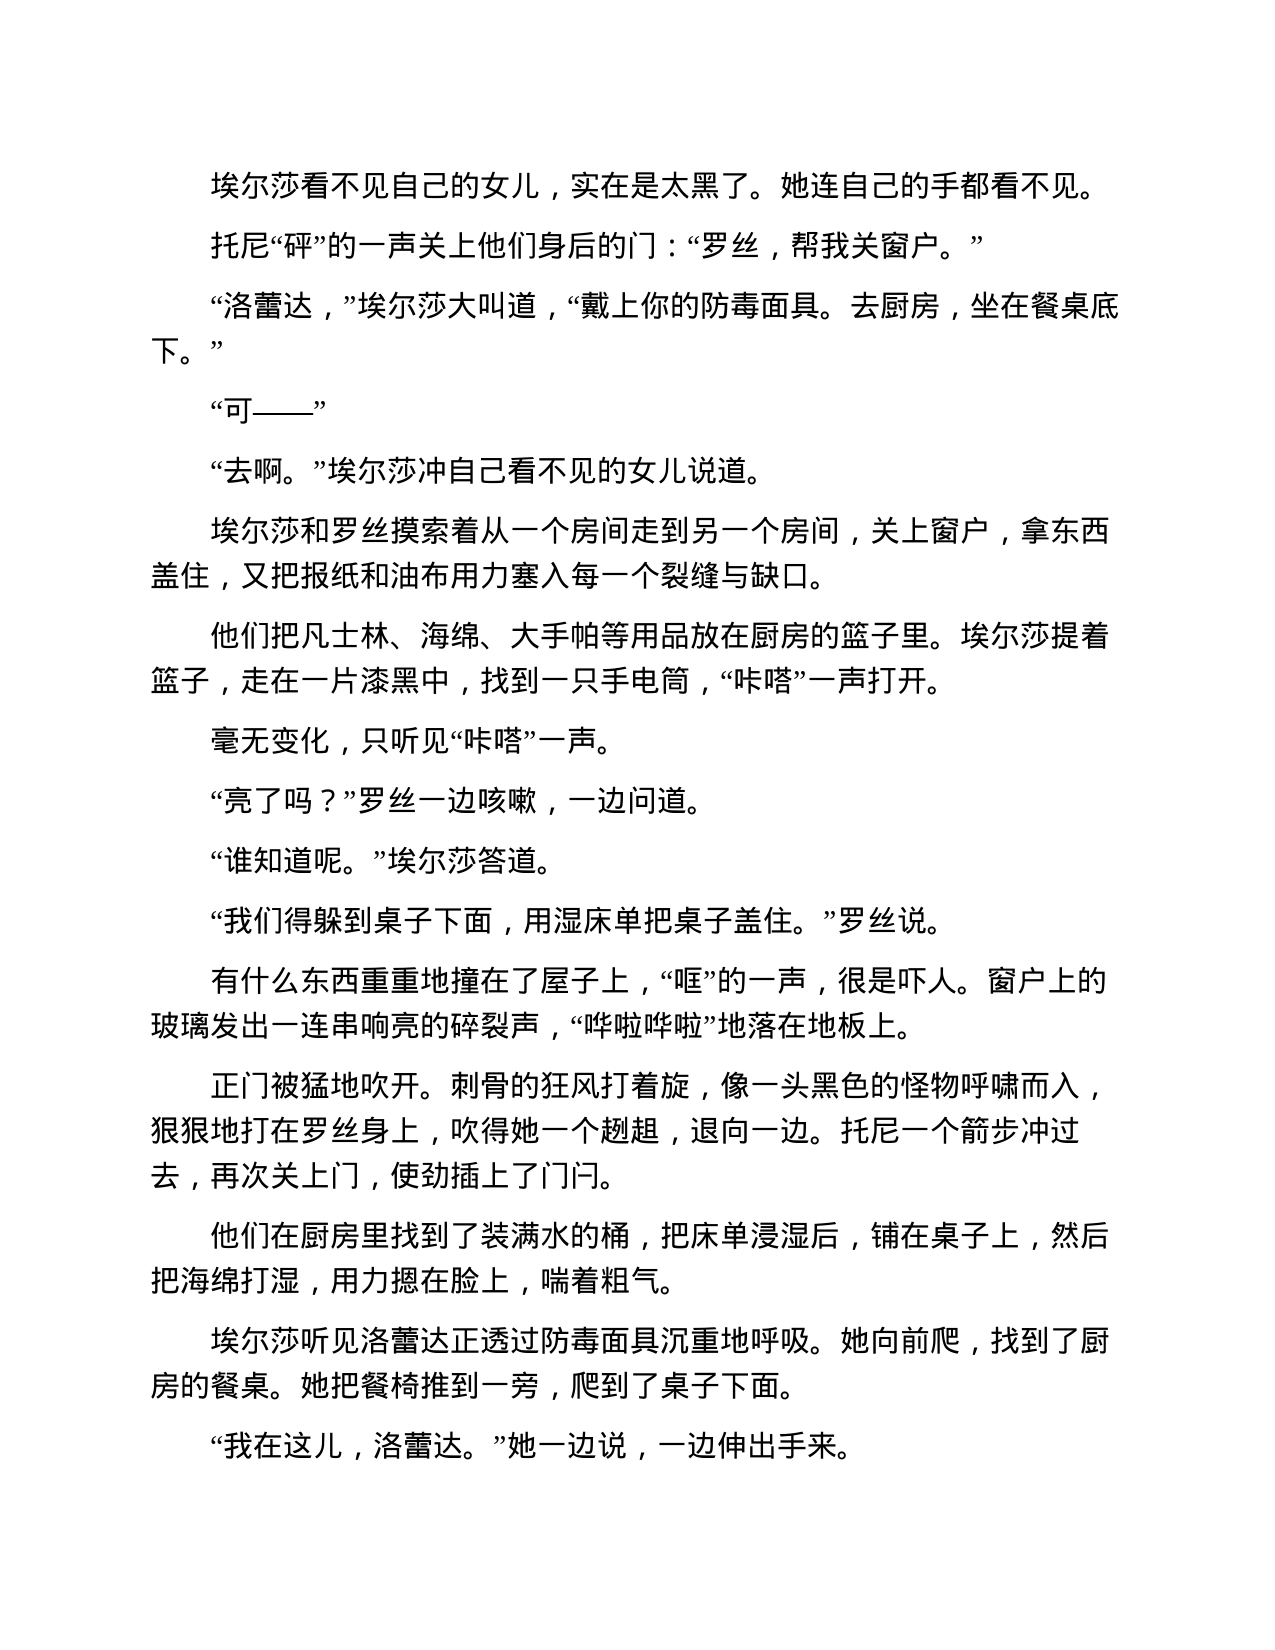 埃尔莎看不见自己的女儿，实在是太黑了。她连自己的手都看不见。
托尼“砰”的一声关上他们身后的门：“罗丝，帮我关窗户。”
“洛蕾达，”埃尔莎大叫道，“戴上你的防毒面具。去厨房，坐在餐桌底
下。”
“可——”
“去啊。”埃尔莎冲自己看不见的女儿说道。
埃尔莎和罗丝摸索着从一个房间走到另一个房间，关上窗户，拿东西
盖住，又把报纸和油布用力塞入每一个裂缝与缺口。
他们把凡士林、海绵、大手帕等用品放在厨房的篮子里。埃尔莎提着
篮子，走在一片漆黑中，找到一只手电筒，“咔嗒”一声打开。
毫无变化，只听见“咔嗒”一声。
“亮了吗？”罗丝一边咳嗽，一边问道。
“谁知道呢。”埃尔莎答道。
“我们得躲到桌子下面，用湿床单把桌子盖住。”罗丝说。
有什么东西重重地撞在了屋子上，“哐”的一声，很是吓人。窗户上的
玻璃发出一连串响亮的碎裂声，“哗啦哗啦”地落在地板上。
正门被猛地吹开。刺骨的狂风打着旋，像一头黑色的怪物呼啸而入，
狠狠地打在罗丝身上，吹得她一个趔趄，退向一边。托尼一个箭步冲过
去，再次关上门，使劲插上了门闩。
他们在厨房里找到了装满水的桶，把床单浸湿后，铺在桌子上，然后
把海绵打湿，用力摁在脸上，喘着粗气。
埃尔莎听见洛蕾达正透过防毒面具沉重地呼吸。她向前爬，找到了厨
房的餐桌。她把餐椅推到一旁，爬到了桌子下面。
“我在这儿，洛蕾达。”她一边说，一边伸出手来。